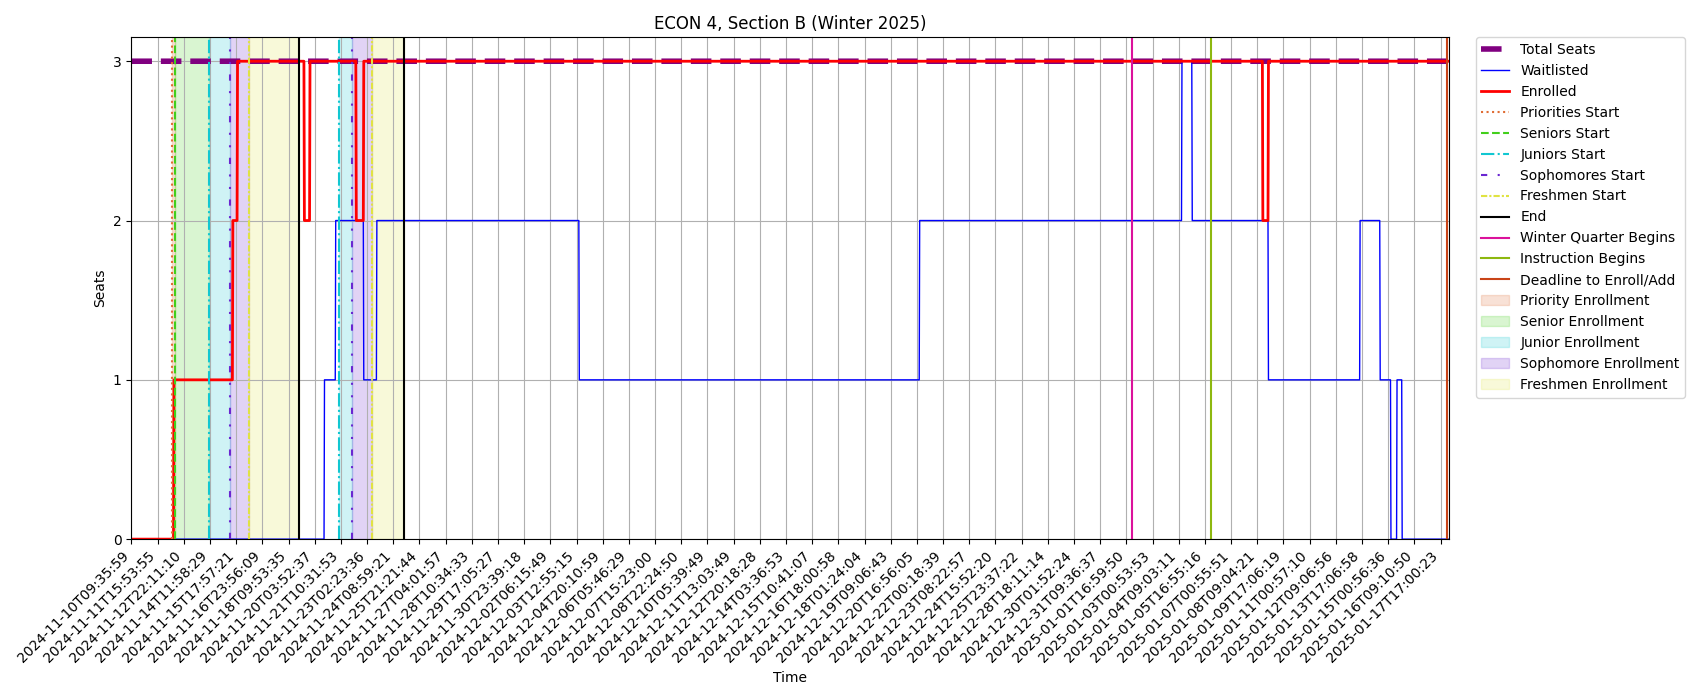 ECON 4, Section B (Winter 2025)
Seats
3
2
1
0
2024-11-10T09:35:59
2024-11-11T15:53:55
2024-11-12T22:11:10
2024-11-14T11:58:29
2024-11-15T17:57:21
2024-11-16T23:56:09
2024-11-18T09:53:35
2024-11-20T03:52:37
2024-11-21T10:31:53
2024-11-23T02:23:36
2024-11-24T08:59:21
2024-11-25T21:21:44
2024-11-27T04:01:57
2024-11-28T10:34:33
2024-11-29T17:05:27
2024-11-30T23:39:18
2024-12-02T06:15:49
2024-12-03T12:55:15
2024-12-04T20:10:59
2024-12-06T05:46:29
2024-12-07T15:23:00
2024-12-08T22:24:50
2024-12-10T05:39:49
2024-12-11T13:03:49
2024-12-12T20:18:28
2024-12-14T03:36:53
2024-12-15T10:41:07
2024-12-16T18:00:58
2024-12-18T01:24:04
2024-12-19T09:06:43
2024-12-20T16:56:05
2024-12-22T00:18:39
2024-12-23T08:22:57
2024-12-24T15:52:20
2024-12-25T23:37:22
2024-12-28T18:11:14
2024-12-30T01:52:24
2024-12-31T09:36:37
2025-01-01T16:59:50
2025-01-03T00:53:53
2025-01-04T09:03:11
2025-01-05T16:55:16
2025-01-07T00:55:51
2025-01-08T09:04:21
2025-01-09T17:06:19
2025-01-11T00:57:10
2025-01-12T09:06:56
2025-01-13T17:06:58
2025-01-15T00:56:36
2025-01-16T09:10:50
2025-01-17T17:00:23
Time
Total Seats
Waitlisted
Enrolled
Priorities Start
Seniors Start
Juniors Start
Sophomores Start
Freshmen Start
End
Winter Quarter Begins
Instruction Begins
Deadline to Enroll/Add
Priority Enrollment
Senior Enrollment
Junior Enrollment
Sophomore Enrollment
Freshmen Enrollment